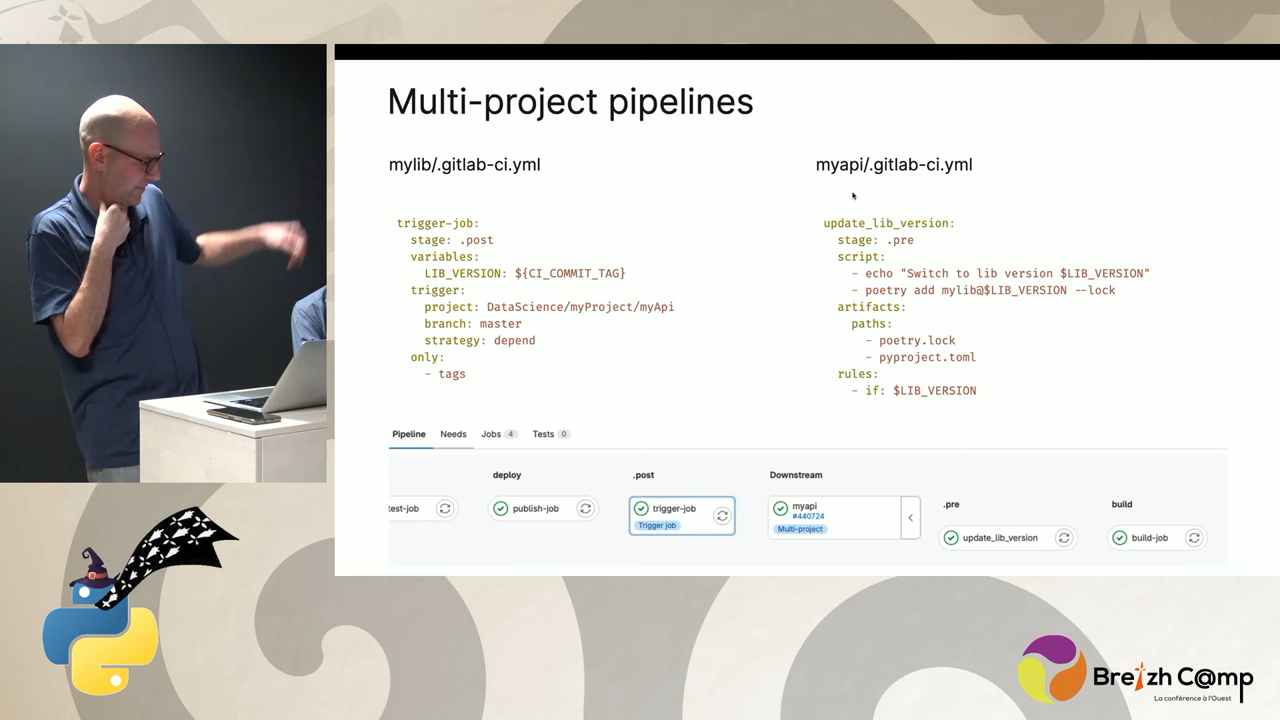 Multi-project pipelines
mylib/.gitlab-ci.yml
trigger-job:
stage: .post
variables:
LIB_VERSION: ${CI_COMMIT_TAG}
trigger:
project: DataScience/myProject/myApi
branch: master
strategy: depend
only:
- tags
myapi/.gitlab-ci.yml
update_lib_version:
stage: .pre
script:
- echo "Switch to lib version $LIB_VERSION"
- poetry add mylib@$LIB_VERSION --lock
artifacts:
paths:
- poetry.lock
- pyproject.toml
rules:
- if: $LIB_VERSION
Pipeline Needs Jobs 4 Tests 0
deploy .post Downstream
.pre build
test-job publish-job trigger-job myapi
#440724
Trigger job Multi-project
update_lib_version build-job
Breizh C@mp
La conférence à l'Ouest